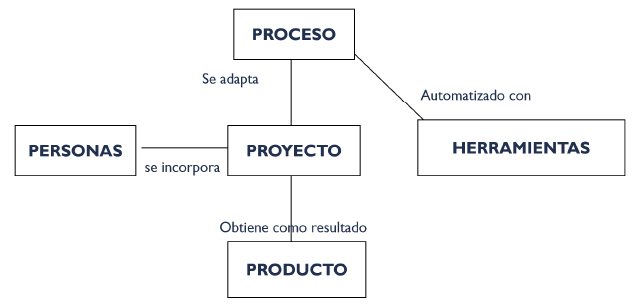 PROCESO
Se adapta
Automatizado con
PERSONAS
se incorpora
PROYECTO
HERRAMIENTAS
Obtiene como resultado
PRODUCTO